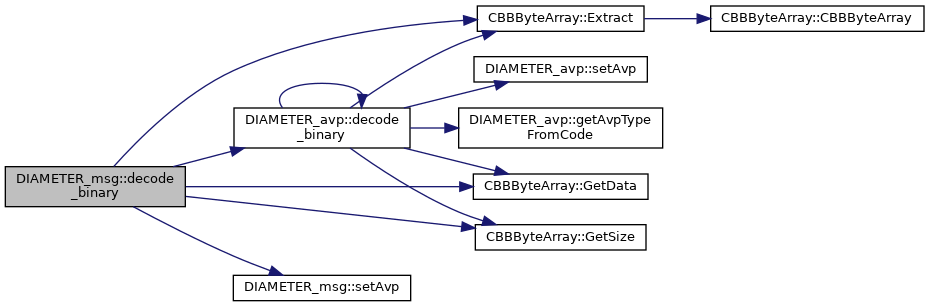 CBBByteArray::Extract
CBBByteArray::CBBByteArray
DIAMETER_avp::setAvp
DIAMETER_avp::decode
_binary
DIAMETER_avp::getAvpType
FromCode
DIAMETER_msg::decode
_binary
CBBByteArray::GetData
CBBByteArray::GetSize
DIAMETER_msg::setAvp